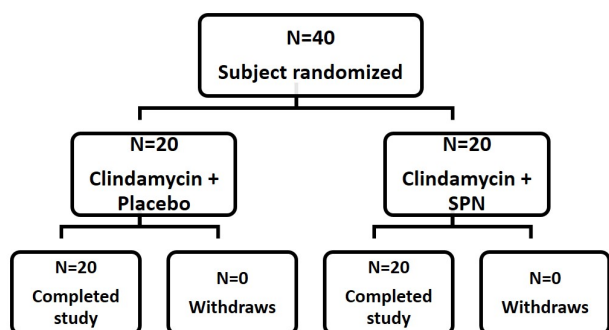 N=40
Subject randomized
N=20
Clindamycin +
Placebo
N=20
Clindamycin +
SPN
N=20
Completed
study
N=0
Withdraws
N=20
Completed
study
N=0
Withdraws